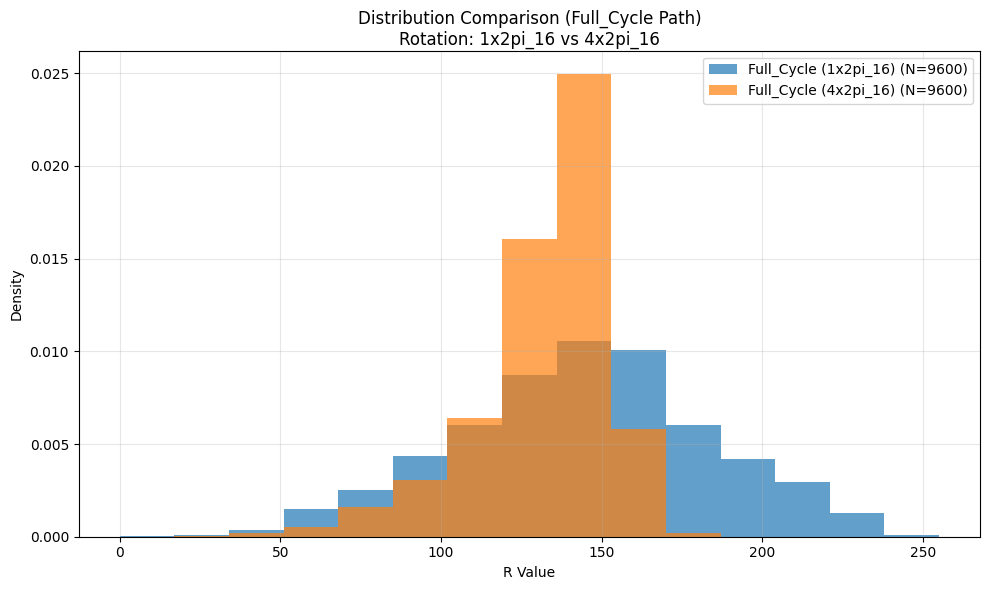 Distribution Comparison (Full_Cycle Path)
Rotation: 1x2pi_16 vs 4x2pi_16
Full_Cycle (1x2pi_16) (N=9600)
Full_Cycle (4x2pi_16) (N=9600)
Density
0.025
0.020
0.015
0.010
0.005
0.000
0 50 100 150 200 250
R Value